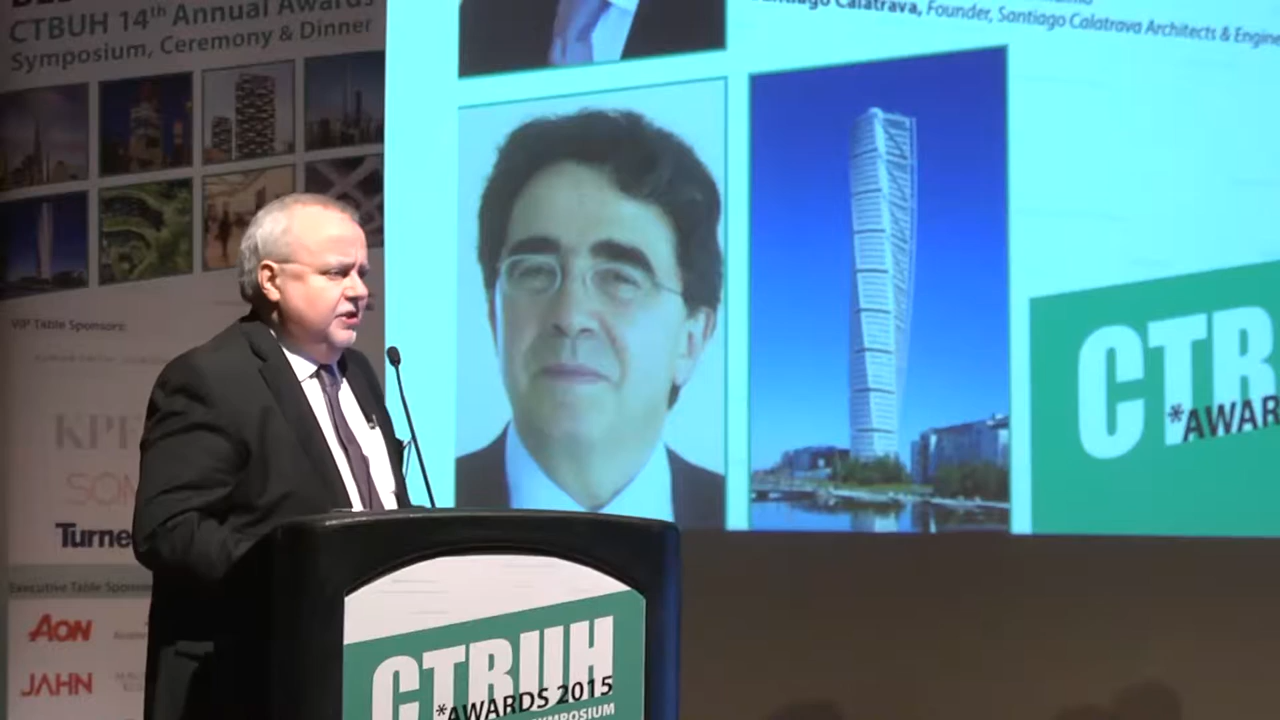 CTBUH 14th Annual Awards
Symposium, Ceremony & Dinner
Santiago Calatrava, Founder, Santiago Calatrava Architects & Engine
VIP Table Sponsors:
KPF
SOM
Turne
Executive Table Sponso
AON
JAHN
CTB
*AWAR
CTBUH
*AWARDS 2015
SYMPOSIUM